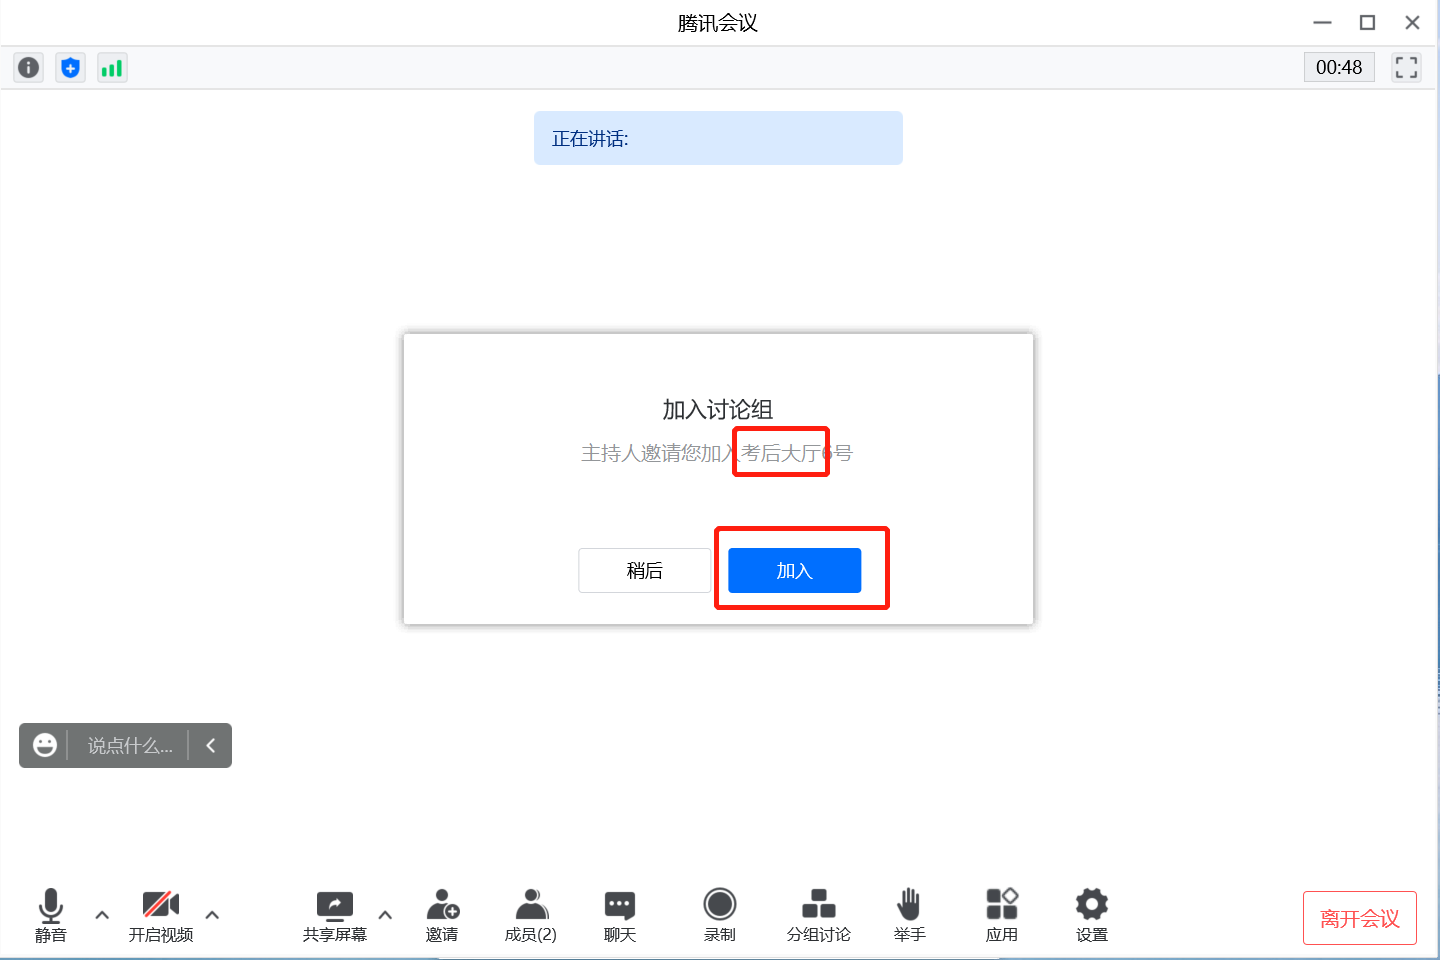 腾讯会议
00:48
正在讲话:
加入讨论组
主持人邀请您加入考后大厅6号
稍后
加入
说点什么...
静音
开启视频
共享屏幕
邀请
成员(2)
聊天
录制
分组讨论
举手
应用
设置
离开会议